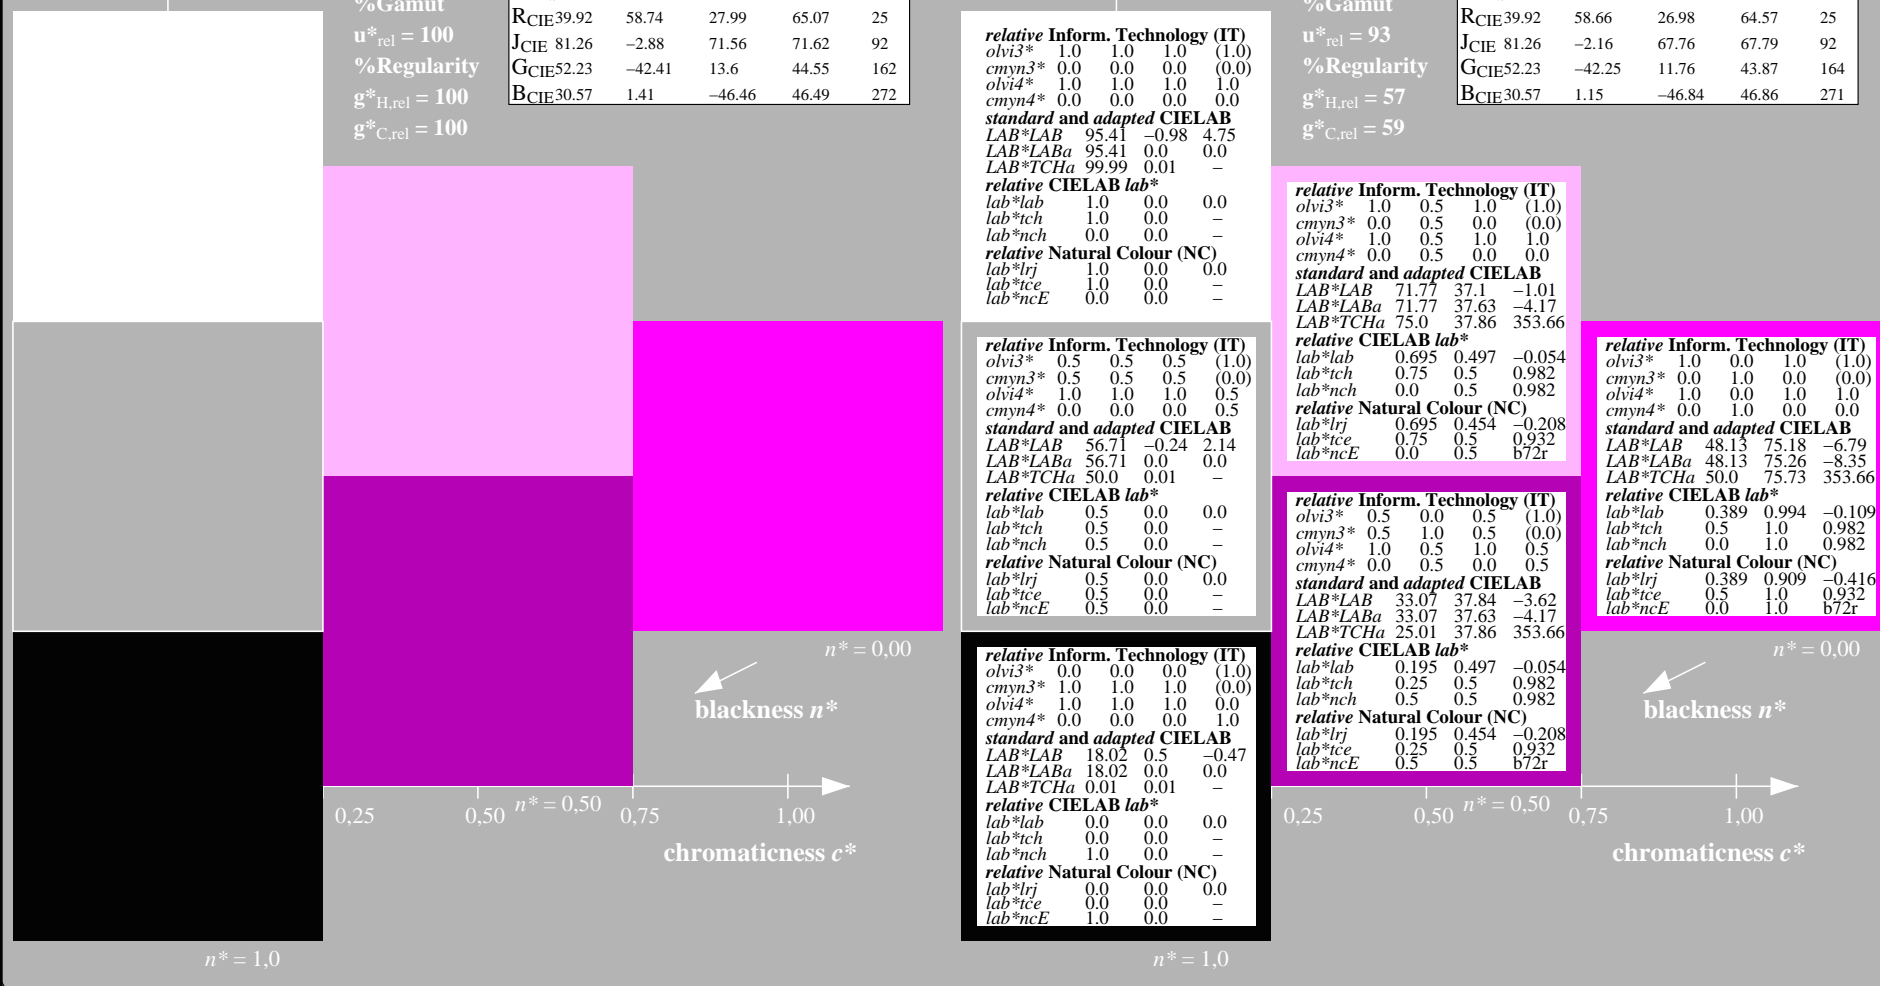 %Gamut
u*rel = 100
%Regularity
g*H,rel = 100
g*C,rel = 100
RCIE 39.92 58.74 27.99 65.07 25
JCIE 81.26 −2.88 71.56 71.62 92
GCIE 52.23 −42.41 13.6 44.55 162
BCIE 30.57 1.41 −46.46 46.49 272
n* = 0,00
blackness n*
0,25 0,50 n* = 0,50 0,75 1,00
chromaticness c*
n* = 1,0
relative Inform. Technology (IT)
olvi3* 1.0 1.0 1.0 (1.0)
cmyn3* 0.0 0.0 0.0 (0.0)
olvi4* 1.0 1.0 1.0 1.0
cmyn4* 0.0 0.0 0.0 0.0
standard and adapted CIELAB
LAB*LAB 95.41 −0.98 4.75
LAB*LABa 95.41 0.0 0.0
LAB*TCHa 99.99 0.01 –
relative CIELAB lab*
lab*lab 1.0 0.0 0.0
lab*tch 1.0 0.0 –
lab*nch 0.0 0.0 –
relative Natural Colour (NC)
lab*lrj 1.0 0.0 0.0
lab*tce 1.0 0.0 –
lab*ncE 0.0 0.0 –
relative Inform. Technology (IT)
olvi3* 0.5 0.5 0.5 (1.0)
cmyn3* 0.5 0.5 0.5 (0.0)
olvi4* 1.0 1.0 1.0 0.5
cmyn4* 0.0 0.0 0.0 0.5
standard and adapted CIELAB
LAB*LAB 56.71 −0.24 2.14
LAB*LABa 56.71 0.0 0.0
LAB*TCHa 50.0 0.01 –
relative CIELAB lab*
lab*lab 0.5 0.0 0.0
lab*tch 0.5 0.0 –
lab*nch 0.5 0.0 –
relative Natural Colour (NC)
lab*lrj 0.5 0.0 0.0
lab*tce 0.5 0.0 –
lab*ncE 0.5 0.0 –
relative Inform. Technology (IT)
olvi3* 0.0 0.0 0.0 (1.0)
cmyn3* 1.0 1.0 1.0 (0.0)
olvi4* 1.0 1.0 1.0 0.0
cmyn4* 0.0 0.0 0.0 1.0
standard and adapted CIELAB
LAB*LAB 18.02 0.5 −0.47
LAB*LABa 18.02 0.0 0.0
LAB*TCHa 0.01 0.01 –
relative CIELAB lab*
lab*lab 0.0 0.0 0.0
lab*tch 0.0 0.0 –
lab*nch 1.0 0.0 –
relative Natural Colour (NC)
lab*lrj 0.0 0.0 0.0
lab*tce 0.0 0.0 –
lab*ncE 1.0 0.0 –
n* = 1,0
%Gamut
u*rel = 93
%Regularity
g*H,rel = 57
g*C,rel = 59
RCIE 39.92 58.66 26.98 64.57 25
JCIE 81.26 −2.16 67.76 67.79 92
GCIE 52.23 −42.25 11.76 43.87 164
BCIE 30.57 1.15 −46.84 46.86 271
relative Inform. Technology (IT)
olvi3* 1.0 0.5 1.0 (1.0)
cmyn3* 0.0 0.5 0.0 (0.0)
olvi4* 1.0 0.5 1.0 1.0
cmyn4* 0.0 0.5 0.0 0.0
standard and adapted CIELAB
LAB*LAB 71.77 37.1 −1.01
LAB*LABa 71.77 37.63 −4.17
LAB*TCHa 75.0 37.86 353.66
relative CIELAB lab*
lab*lab 0.695 0.497 −0.054
lab*tch 0.75 0.5 0.982
lab*nch 0.0 0.5 0.982
relative Natural Colour (NC)
lab*lrj 0.695 0.454 −0.208
lab*tce 0.75 0.5 0.932
lab*ncE 0.0 0.5 b72r
relative Inform. Technology (IT)
olvi3* 0.5 0.0 0.5 (1.0)
cmyn3* 0.5 1.0 0.5 (0.0)
olvi4* 1.0 0.5 1.0 0.5
cmyn4* 0.0 0.5 0.0 0.5
standard and adapted CIELAB
LAB*LAB 33.07 37.84 −3.62
LAB*LABa 33.07 37.63 −4.17
LAB*TCHa 25.01 37.86 353.66
relative CIELAB lab*
lab*lab 0.195 0.497 −0.054
lab*tch 0.25 0.5 0.982
lab*nch 0.5 0.5 0.982
relative Natural Colour (NC)
lab*lrj 0.195 0.454 −0.208
lab*tce 0.25 0.5 0.932
lab*ncE 0.5 0.5 b72r
relative Inform. Technology (IT)
olvi3* 1.0 0.0 1.0 (1.0)
cmyn3* 0.0 1.0 0.0 (0.0)
olvi4* 1.0 0.0 1.0 1.0
cmyn4* 0.0 1.0 0.0 0.0
standard and adapted CIELAB
LAB*LAB 48.13 75.18 −6.79
LAB*LABa 48.13 75.26 −8.35
LAB*TCHa 50.0 75.73 353.66
relative CIELAB lab*
lab*lab 0.389 0.994 −0.109
lab*tch 0.5 1.0 0.982
lab*nch 0.0 1.0 0.982
relative Natural Colour (NC)
lab*lrj 0.389 0.909 −0.416
lab*tce 0.5 1.0 0.932
lab*ncE 0.0 1.0 b72r
n* = 0,00
blackness n*
0,25 0,50 n* = 0,50 0,75 1,00
chromaticness c*